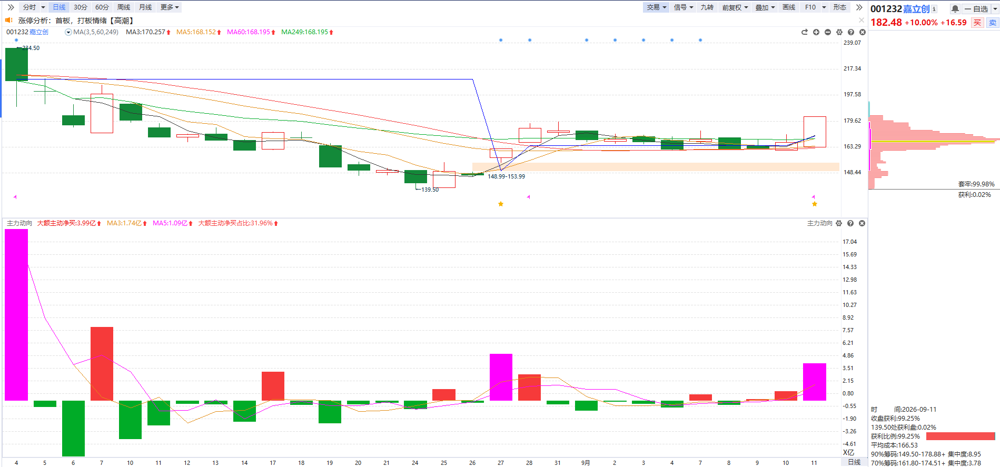 分时 日线 30分 60分 周线 月线 更多 交易 信号 九转 前复权 叠加 画线 F10 形态
001232嘉立创 自选
182.48 +10.00% +16.59 买 卖
涨停分析：首板，打板情绪【高潮】
001232 嘉立创 MA(3,5,60,249) MA3:170.257 MA5:168.152 MA60:168.195 MA249:168.195
239.07
234.50
217.34
197.58
179.62
163.29
148.44
148.99-153.99
139.50
套牢:99.98%
获利:0.02%
主力动向 大额主动净买:3.99亿 MA3:1.74亿 MA5:1.09亿 大额主动净买占比:31.96% 主力动向
17.04
15.69
14.33
12.98
11.63
10.27
8.92
7.57
6.21
4.86
3.51
2.15
0.80
-0.55
-1.90
-3.26
-4.61
X亿
时 间:2026-09-11
收盘获利:99.25%
139.50处获利盘:0.02%
获利比例:99.25%
平均成本:166.53
90%筹码:149.50-178.88+ 集中度:8.95
70%筹码:161.80-174.51+ 集中度:3.78
4 5 6 7 10 11 12 13 14 17 18 19 20 21 24 25 26 27 28 31 9月 2 3 4 7 8 9 10 11 日线